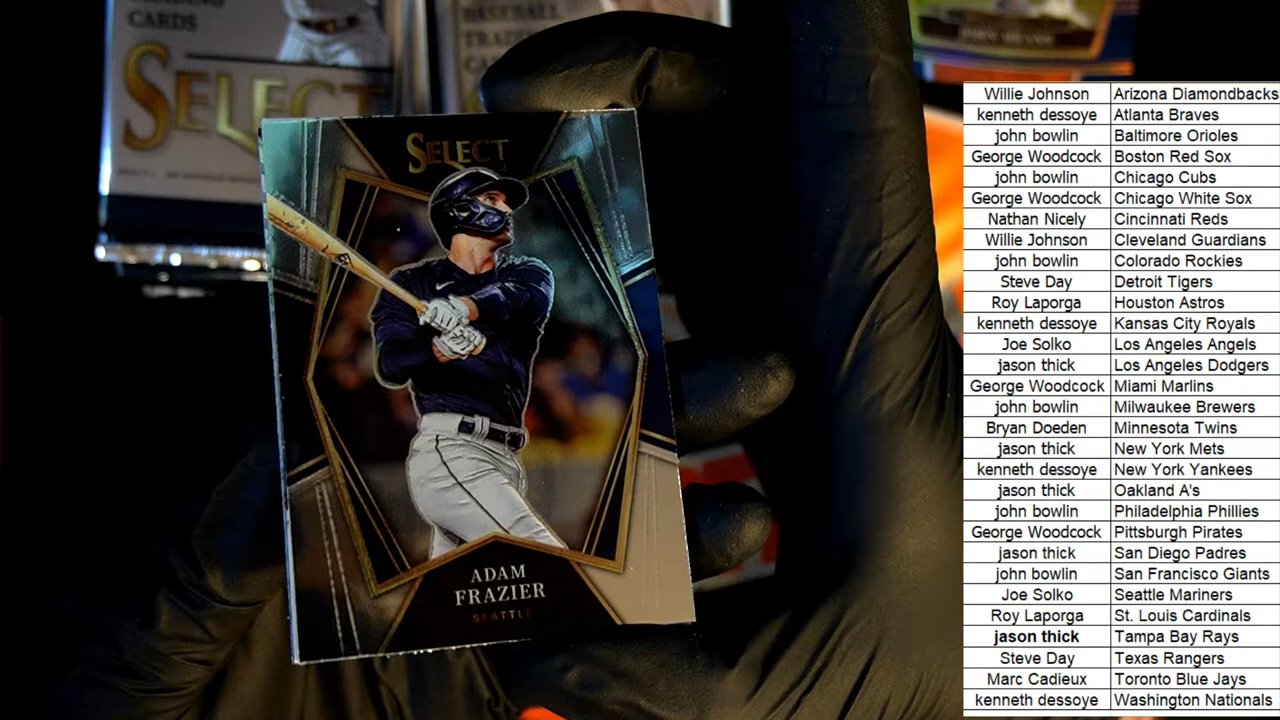 CARDS
SELECT
BASEBALL
SELECT
ADAM
FRAZIER
SEATTLE
Willie Johnson Arizona Diamondbacks
kenneth dessoye Atlanta Braves
john bowlin Baltimore Orioles
George Woodcock Boston Red Sox
john bowlin Chicago Cubs
George Woodcock Chicago White Sox
Nathan Nicely Cincinnati Reds
Willie Johnson Cleveland Guardians
john bowlin Colorado Rockies
Steve Day Detroit Tigers
Roy Laporga Houston Astros
kenneth dessoye Kansas City Royals
Joe Solko Los Angeles Angels
jason thick Los Angeles Dodgers
George Woodcock Miami Marlins
john bowlin Milwaukee Brewers
Bryan Doeden Minnesota Twins
jason thick New York Mets
kenneth dessoye New York Yankees
jason thick Oakland A's
john bowlin Philadelphia Phillies
George Woodcock Pittsburgh Pirates
jason thick San Diego Padres
john bowlin San Francisco Giants
Joe Solko Seattle Mariners
Roy Laporga St. Louis Cardinals
jason thick Tampa Bay Rays
Steve Day Texas Rangers
Marc Cadieux Toronto Blue Jays
kenneth dessoye Washington Nationals